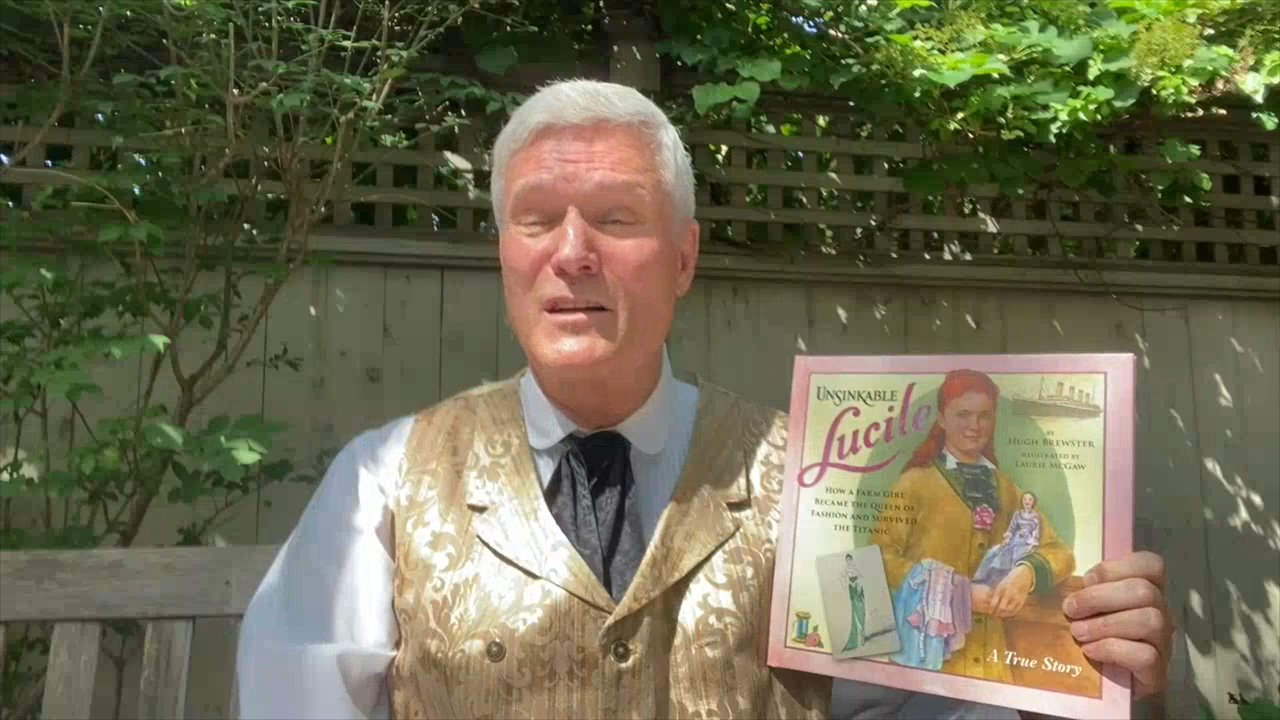 UNSINKABLE
Lucile
BY
HUGH BREWSTER
ILLUSTRATED BY
LAURIE MCGAW
HOW A FARM GIRL
BECAME THE QUEEN OF
FASHION AND SURVIVED
THE TITANIC
A True Story